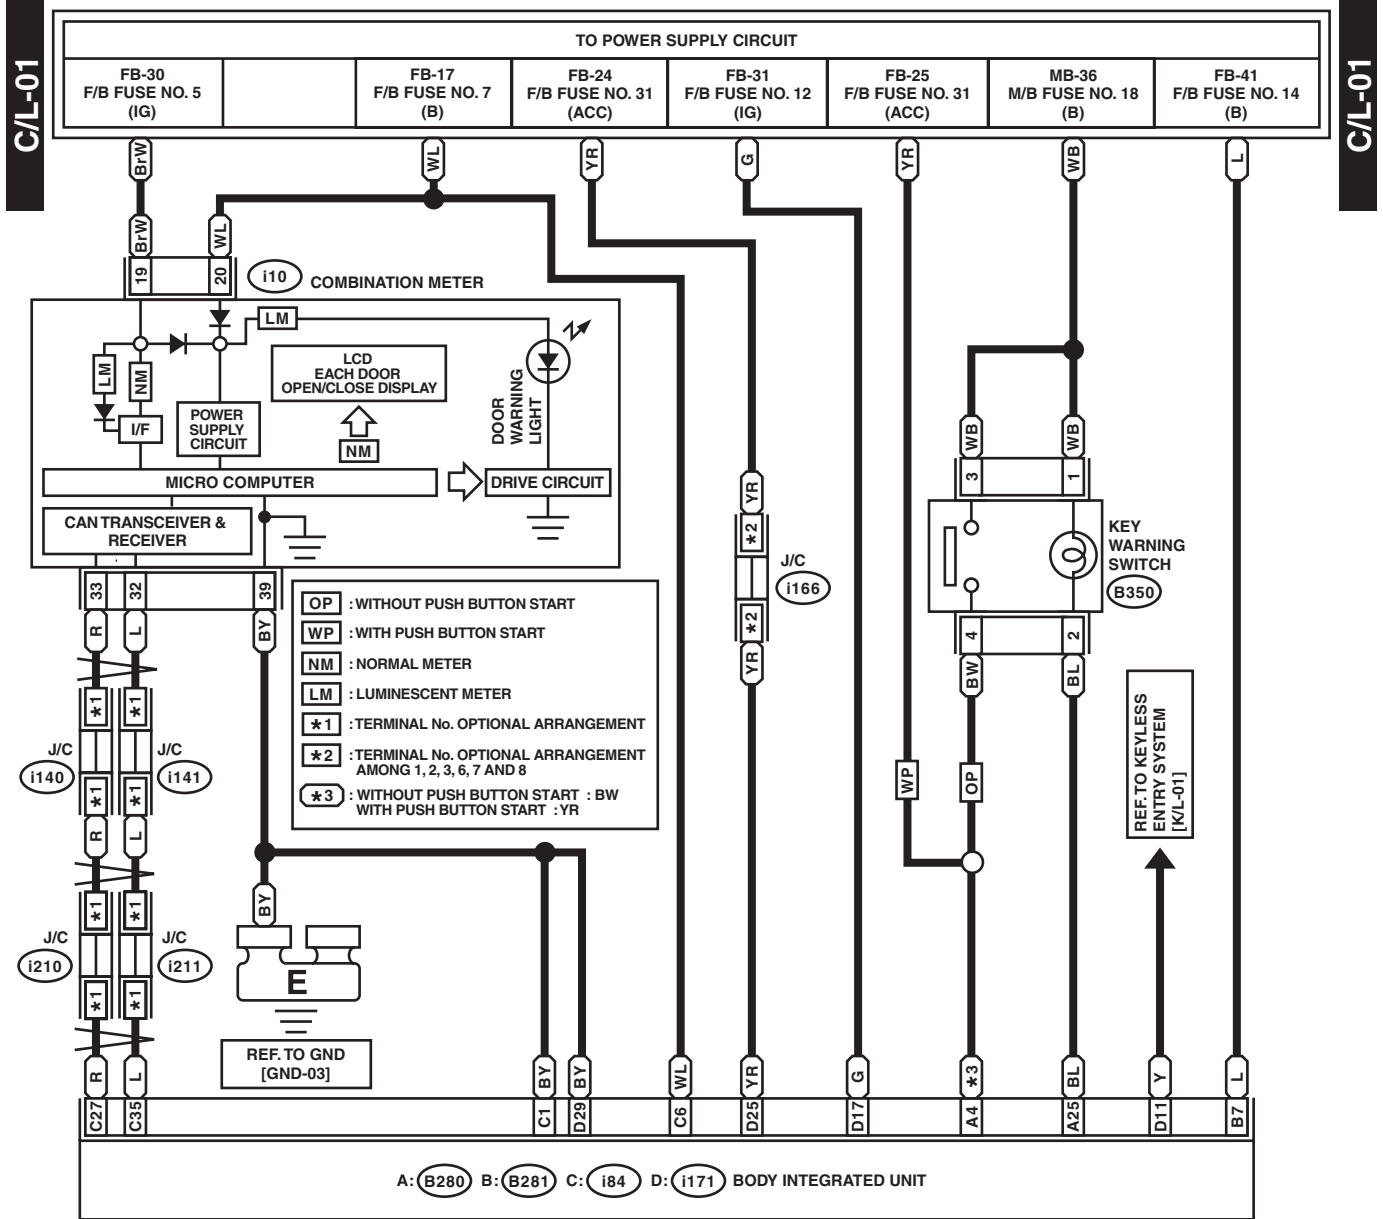 C/L-01
C/L-01
TO POWER SUPPLY CIRCUIT
FB-30
F/B FUSE NO. 5
(IG)
FB-17
F/B FUSE NO. 7
(B)
FB-24
F/B FUSE NO. 31
(ACC)
FB-31
F/B FUSE NO. 12
(IG)
FB-25
F/B FUSE NO. 31
(ACC)
MB-36
M/B FUSE NO. 18
(B)
FB-41
F/B FUSE NO. 14
(B)
BrW
WL
YR
G
YR
WB
L
BrW
WL
19
20
i10
COMBINATION METER
LM
LM
NM
I/F
POWER
SUPPLY
CIRCUIT
LCD
EACH DOOR
OPEN/CLOSE DISPLAY
NM
DOOR
WARNING
LIGHT
MICRO COMPUTER
DRIVE CIRCUIT
CAN TRANSCEIVER &
RECEIVER
33
32
39
R
L
BY
WB
WB
3
1
KEY
WARNING
SWITCH
B350
4
2
BW
BL
YR
*2
J/C
i166
*2
YR
OP : WITHOUT PUSH BUTTON START
WP : WITH PUSH BUTTON START
NM : NORMAL METER
LM : LUMINESCENT METER
*1 : TERMINAL No. OPTIONAL ARRANGEMENT
*2 : TERMINAL No. OPTIONAL ARRANGEMENT
AMONG 1, 2, 3, 6, 7 AND 8
*3 : WITHOUT PUSH BUTTON START : BW
WITH PUSH BUTTON START : YR
*1
*1
J/C
i140
J/C
i141
*1
*1
R
L
*1
*1
J/C
i210
J/C
i211
*1
*1
BY
E
REF. TO GND
[GND-03]
WP
OP
REF. TO KEYLESS
ENTRY SYSTEM
[K/L-01]
R
L
BY
BY
WL
YR
G
*3
BL
Y
L
C27
C35
C1
D29
C6
D25
D17
A4
A25
D11
B7
A: B280 B: B281 C: i84 D: i171 BODY INTEGRATED UNIT